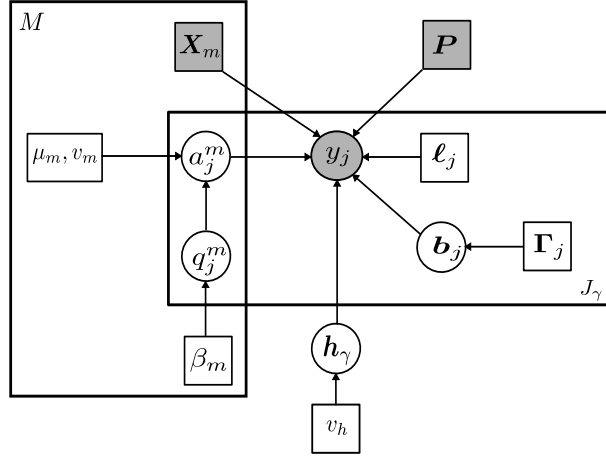 M
X_m
P
μ_m, v_m
a_j^m
y_j
ℓ_j
q_j^m
b_j
Γ_j
J_γ
β_m
h_γ
v_h